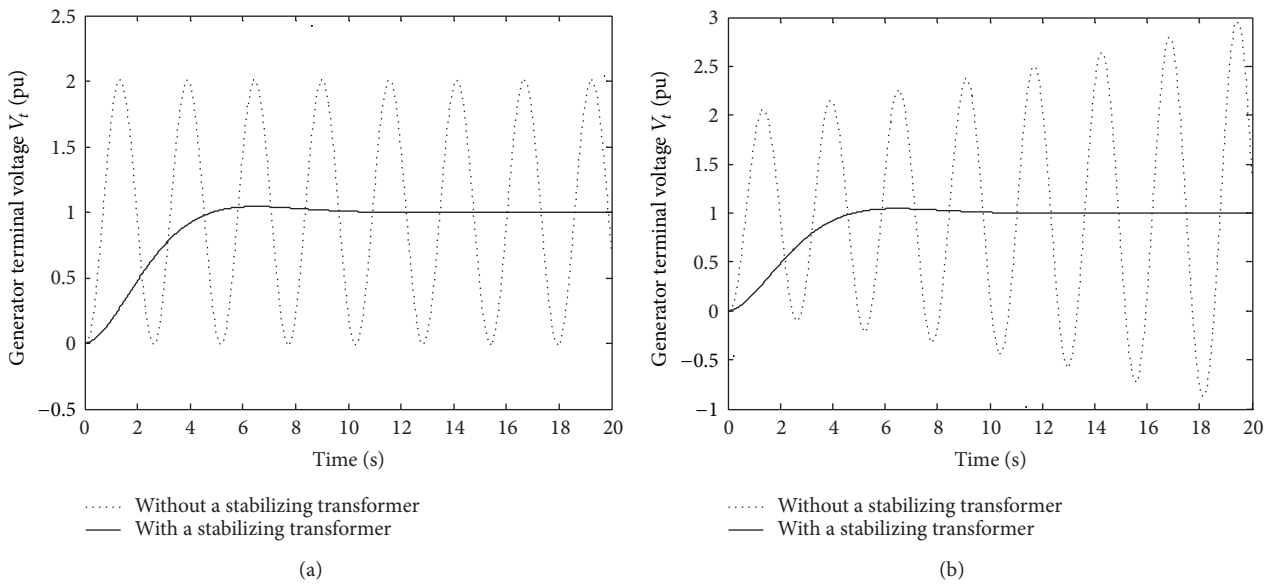 2.5
2
1.5
1
0.5
0
−0.5
Generator terminal voltage Vt (pu)
0 2 4 6 8 10 12 14 16 18 20
Time (s)
Without a stabilizing transformer
With a stabilizing transformer
(a)
3
2.5
2
1.5
1
0.5
0
−0.5
−1
Generator terminal voltage Vt (pu)
0 2 4 6 8 10 12 14 16 18 20
Time (s)
Without a stabilizing transformer
With a stabilizing transformer
(b)